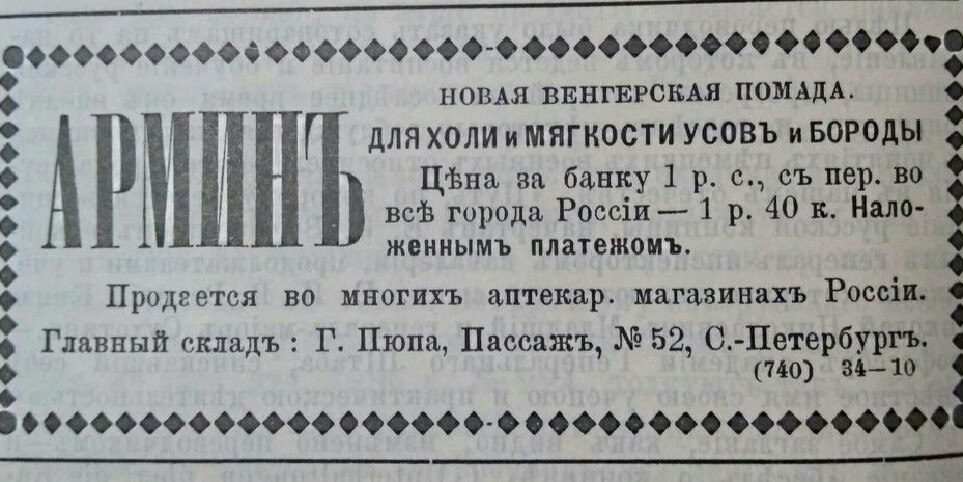 НОВАЯ ВЕНГЕРСКАЯ ПОМАДА.
АРМИНЪ
ДЛЯ ХОЛИ и МЯГКОСТИ УСОВЪ и БОРОДЫ
Цѣна за банку 1 р. с., съ пер. во
всѣ города Россіи — 1 р. 40 к. Нало-
женнымъ платежомъ.
Продается во многихъ аптекар. магазинахъ Россіи.
Главный складъ: Г. Пюпа, Пассажъ, № 52, С.-Петербургъ.
(740) 34—10